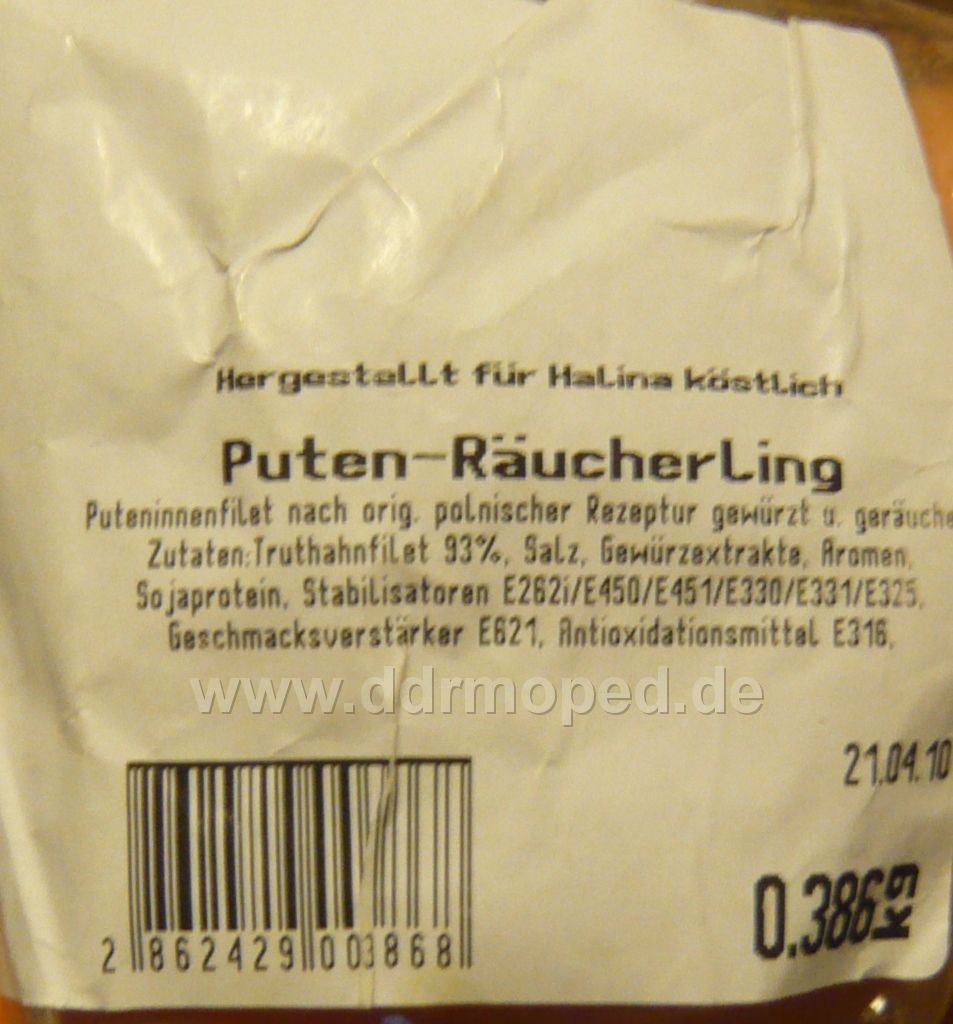 Hergestellt für Halina köstlich
Puten-Räucherling
Puteninnenfilet nach orig. polnischer Rezeptur gewürzt u. geräuche
Zutaten:Truthahnfilet 93%, Salz, Gewürzextrakte, Aromen,
Sojaprotein, Stabilisatoren E262i/E450/E451/E330/E331/E325,
Geschmacksverstärker E621, Antioxidationsmittel E316,
www.ddrmoped.de
21.04.10
0.386kg
2 862429 003868